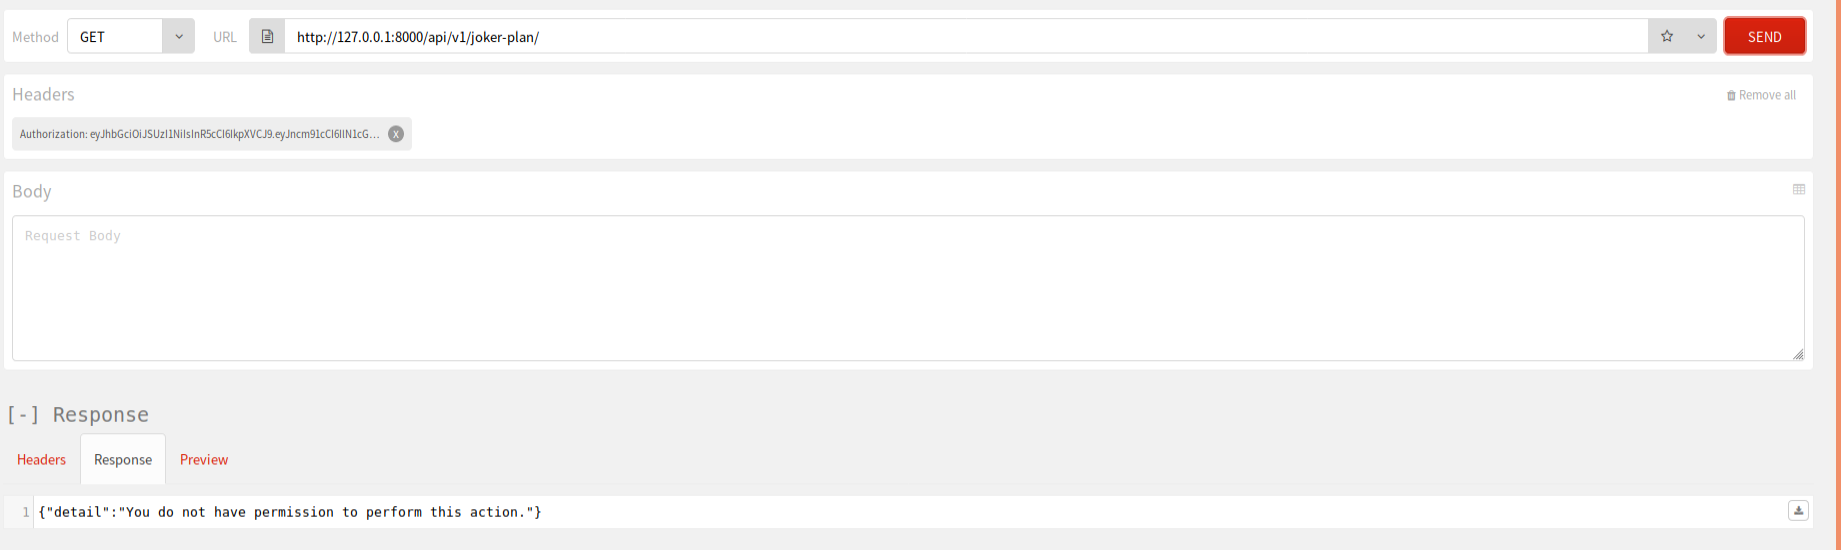 Method GET URL http://127.0.0.1:8000/api/v1/joker-plan/ SEND
Headers Remove all
Authorization: eyJhbGciOiJSUzI1NiIsInR5cCI6IkpXVCJ9.eyJncm91cCI6IlN1cG... X
Body
Request Body
[-] Response
Headers Response Preview
1 {"detail":"You do not have permission to perform this action."}